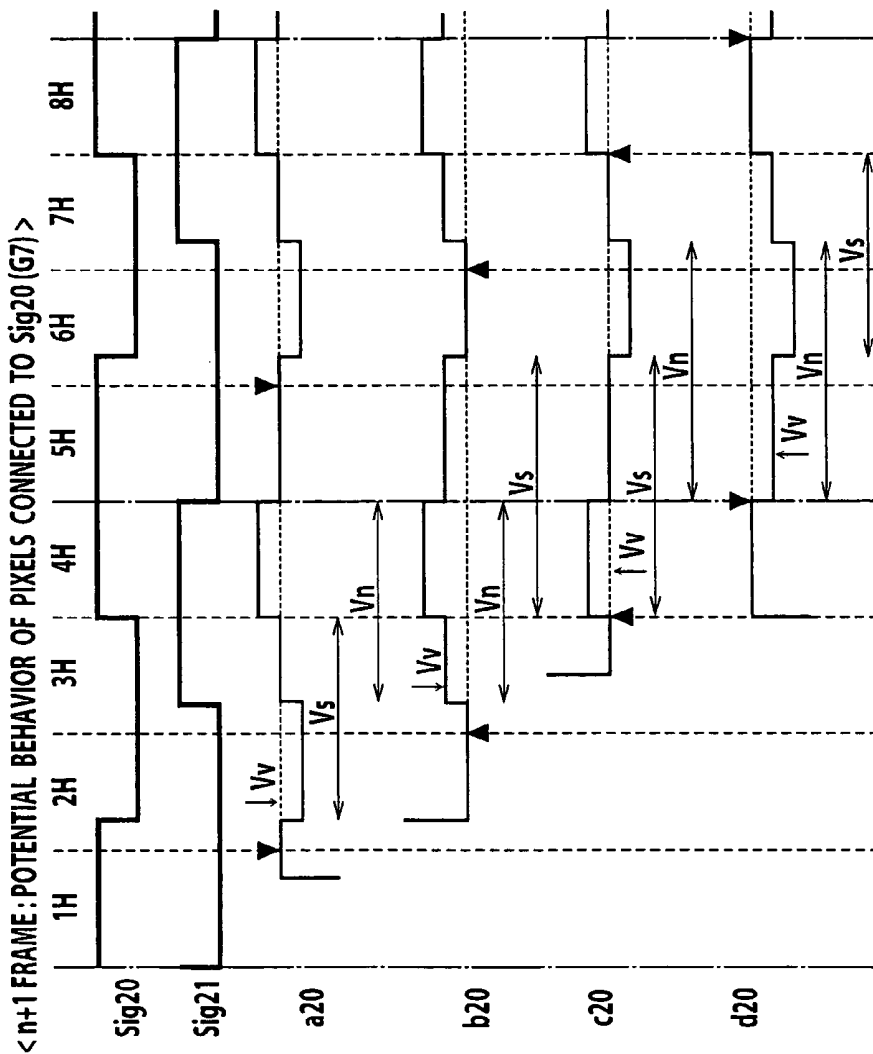 < n+1 FRAME : POTENTIAL BEHAVIOR OF PIXELS CONNECTED TO Sig20 (G7) >
1H 2H 3H 4H 5H 6H 7H 8H
Sig20
Sig21
a20
Vv
Vs
Vn
b20
Vv
Vn
Vs
c20
Vv
Vs
Vn
d20
Vv
Vn
Vs